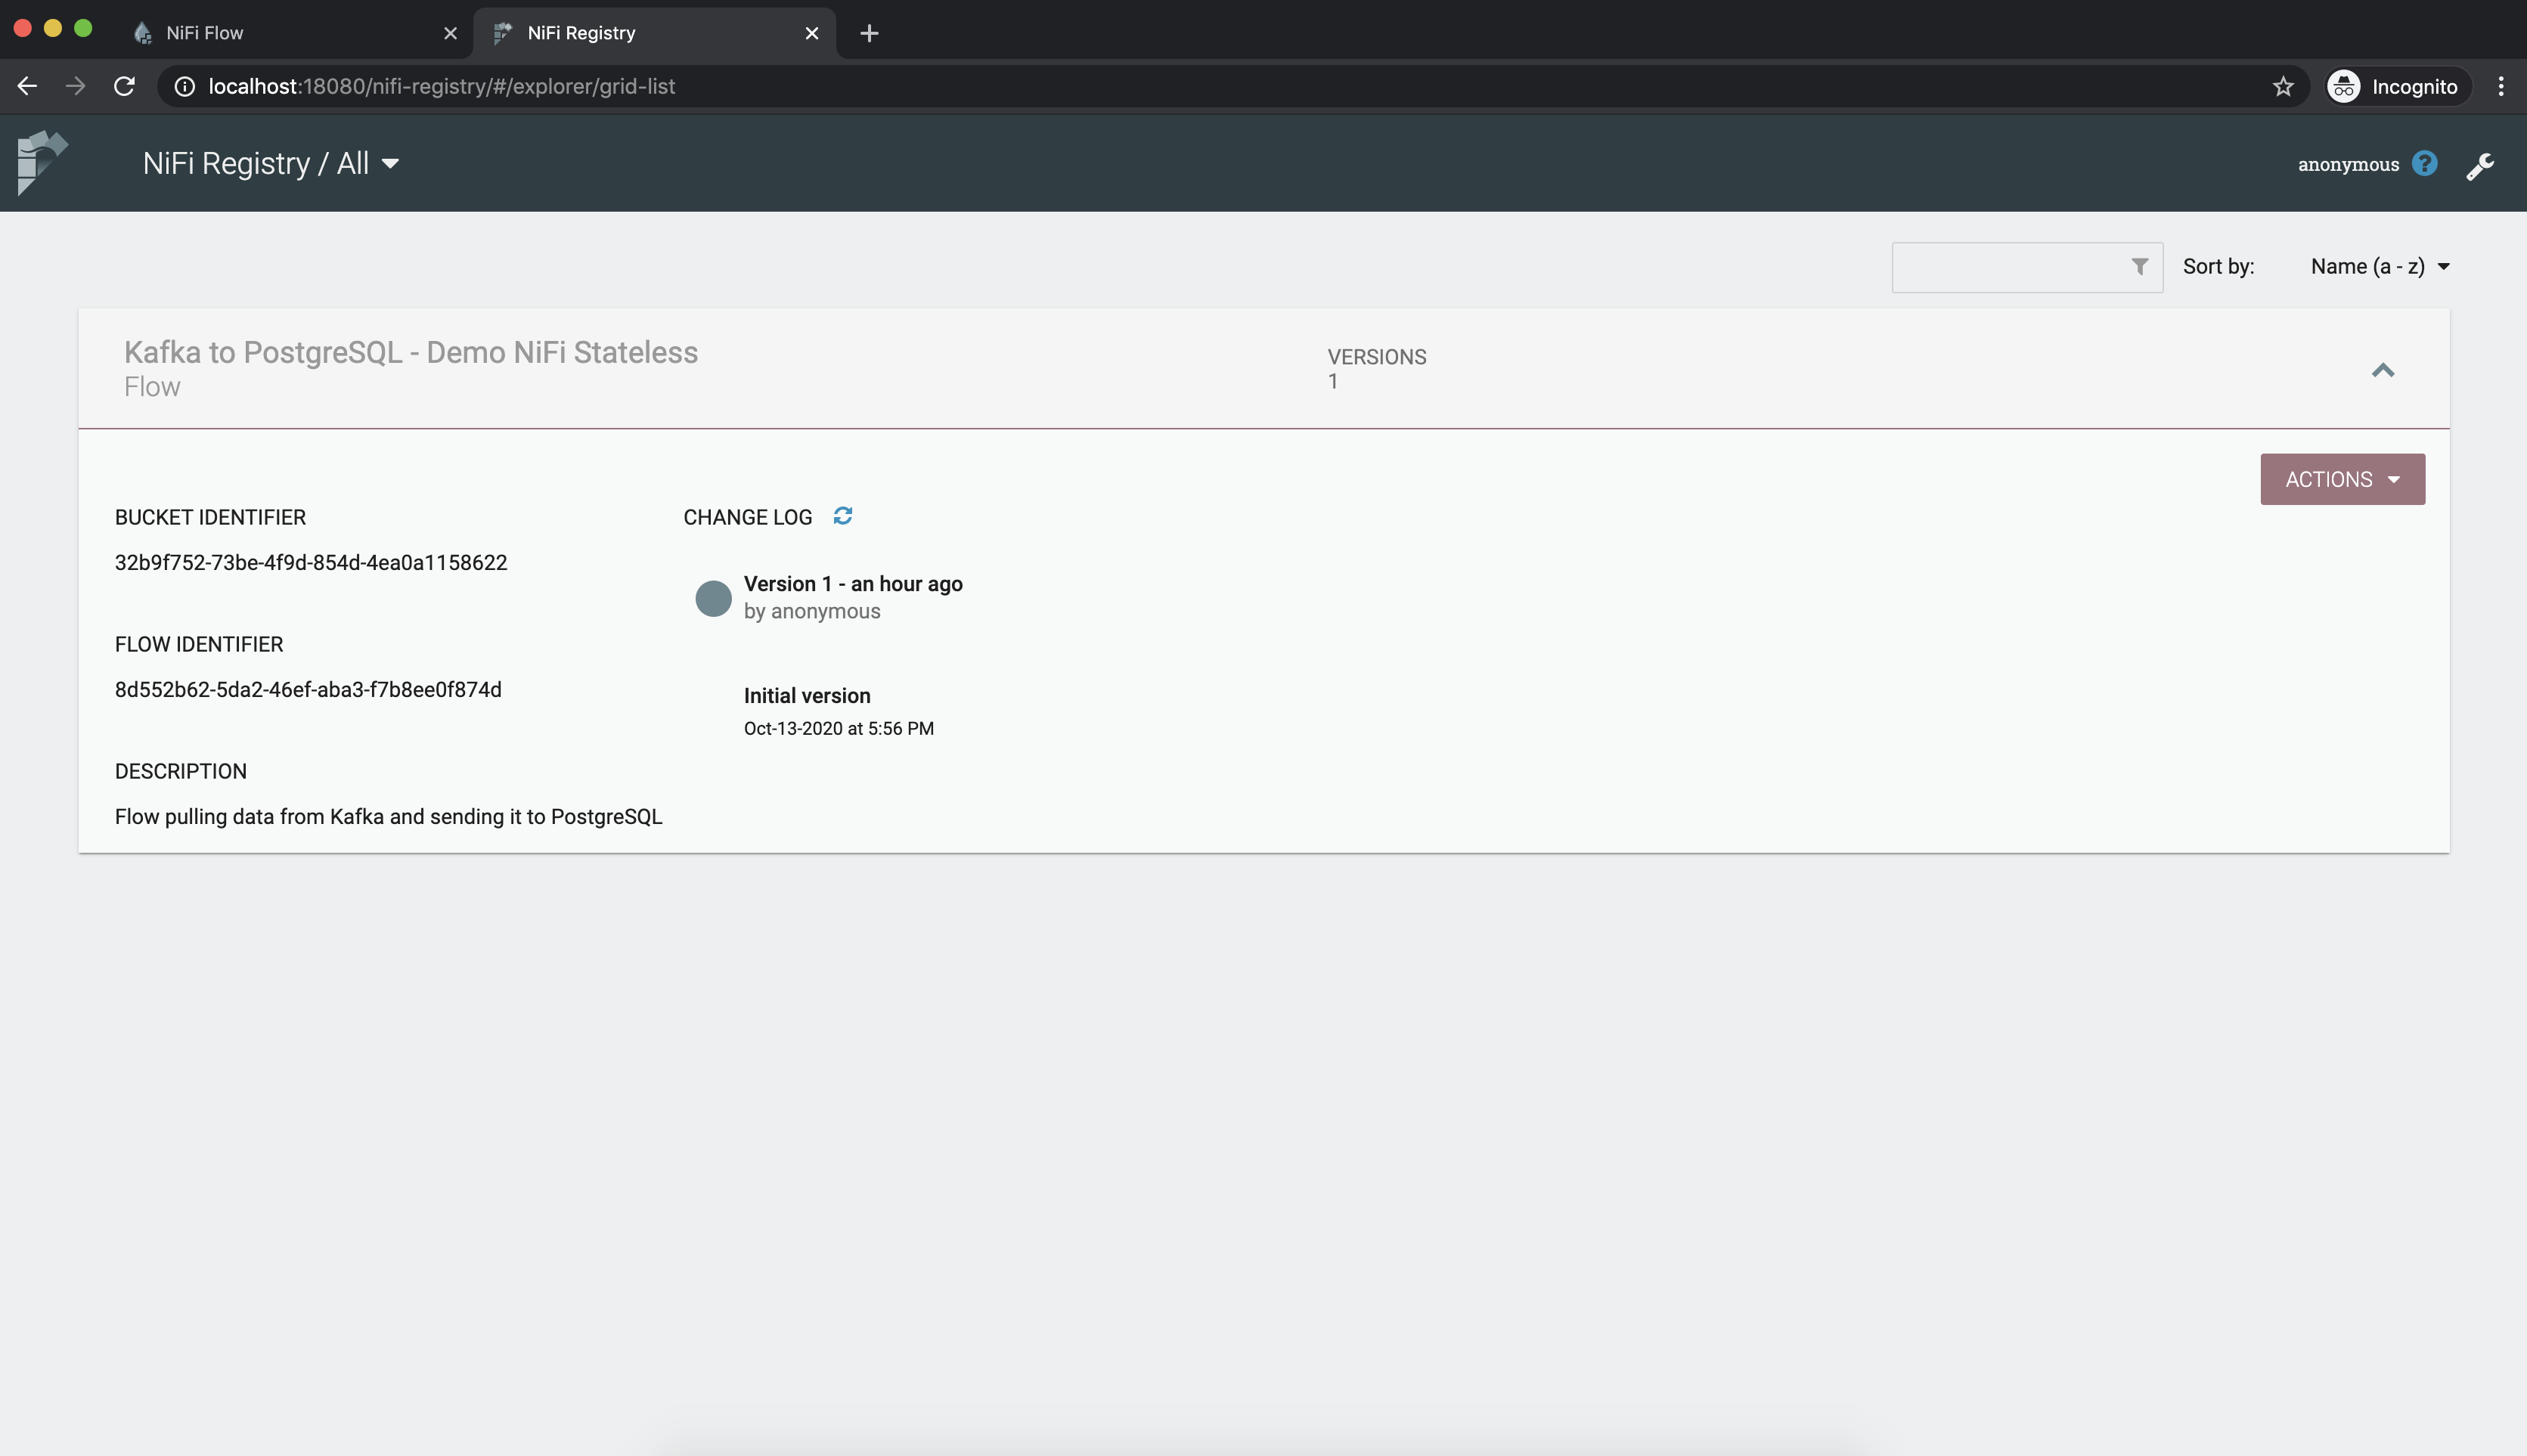 NiFi Flow
NiFi Registry
localhost:18080/nifi-registry/#/explorer/grid-list
Incognito
NiFi Registry / All
anonymous
Sort by:
Name (a - z)
Kafka to PostgreSQL - Demo NiFi Stateless
Flow
VERSIONS
1
ACTIONS
BUCKET IDENTIFIER
32b9f752-73be-4f9d-854d-4ea0a1158622
FLOW IDENTIFIER
8d552b62-5da2-46ef-aba3-f7b8ee0f874d
DESCRIPTION
Flow pulling data from Kafka and sending it to PostgreSQL
CHANGE LOG
Version 1 - an hour ago
by anonymous
Initial version
Oct-13-2020 at 5:56 PM